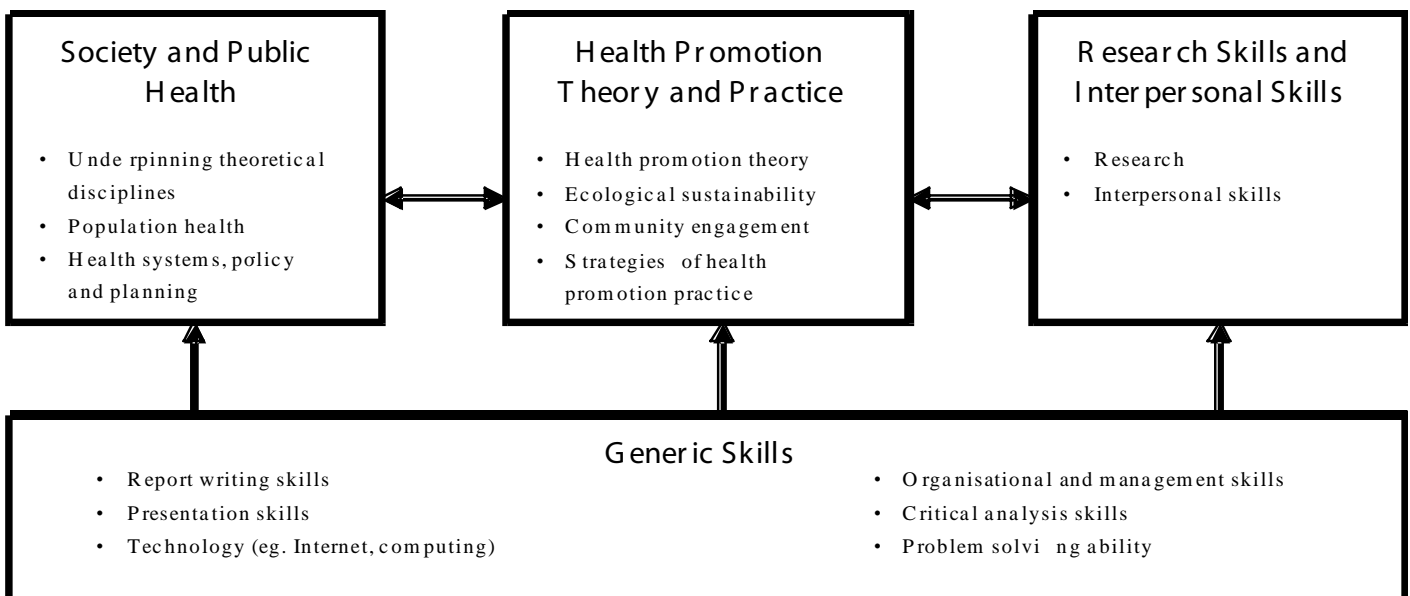 Society and Public
Health
• Underpinning theoretical
disciplines
• Population health
• Health systems, policy
and planning
Health Promotion
Theory and Practice
• Health promotion theory
• Ecological sustainability
• Community engagement
• Strategies of health
promotion practice
Research Skills and
Interpersonal Skills
• Research
• Interpersonal skills
Generic Skills
• Report writing skills
• Presentation skills
• Technology (eg. Internet, computing)
• Organisational and management skills
• Critical analysis skills
• Problem solving ability